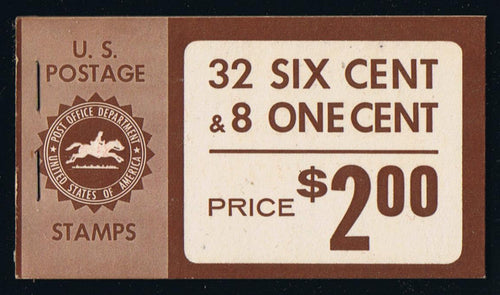 U. S.
POSTAGE
POST OFFICE DEPARTMENT
UNITED STATES OF AMERICA
STAMPS
32 SIX CENT
& 8 ONE CENT
PRICE $2.00